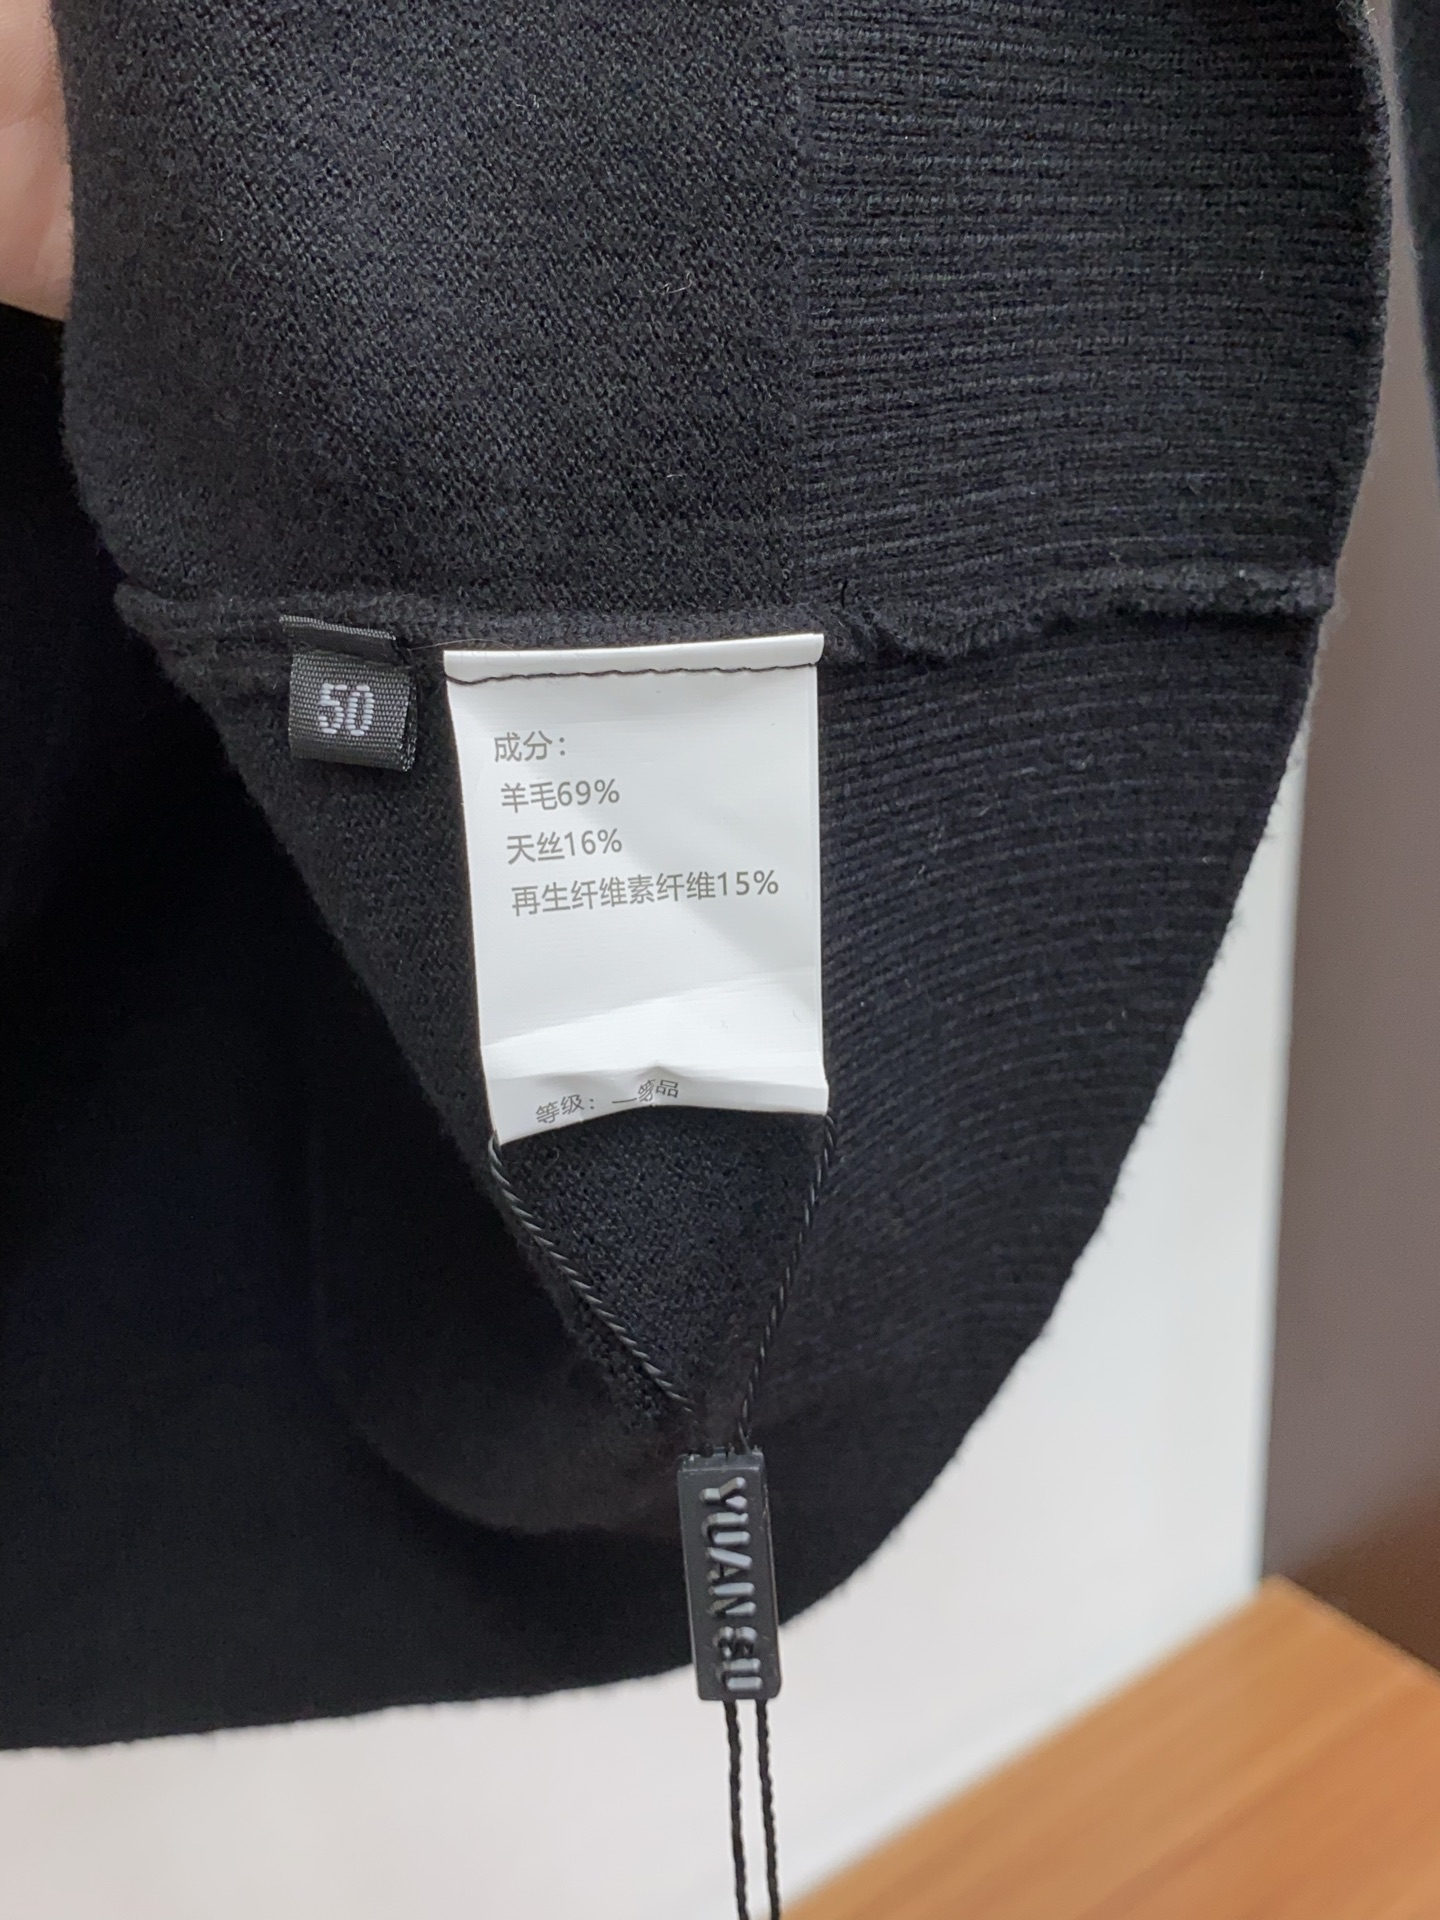 50
成分：
羊毛69%
天丝16%
再生纤维素纤维15%
等级：一等品
YUAN SU